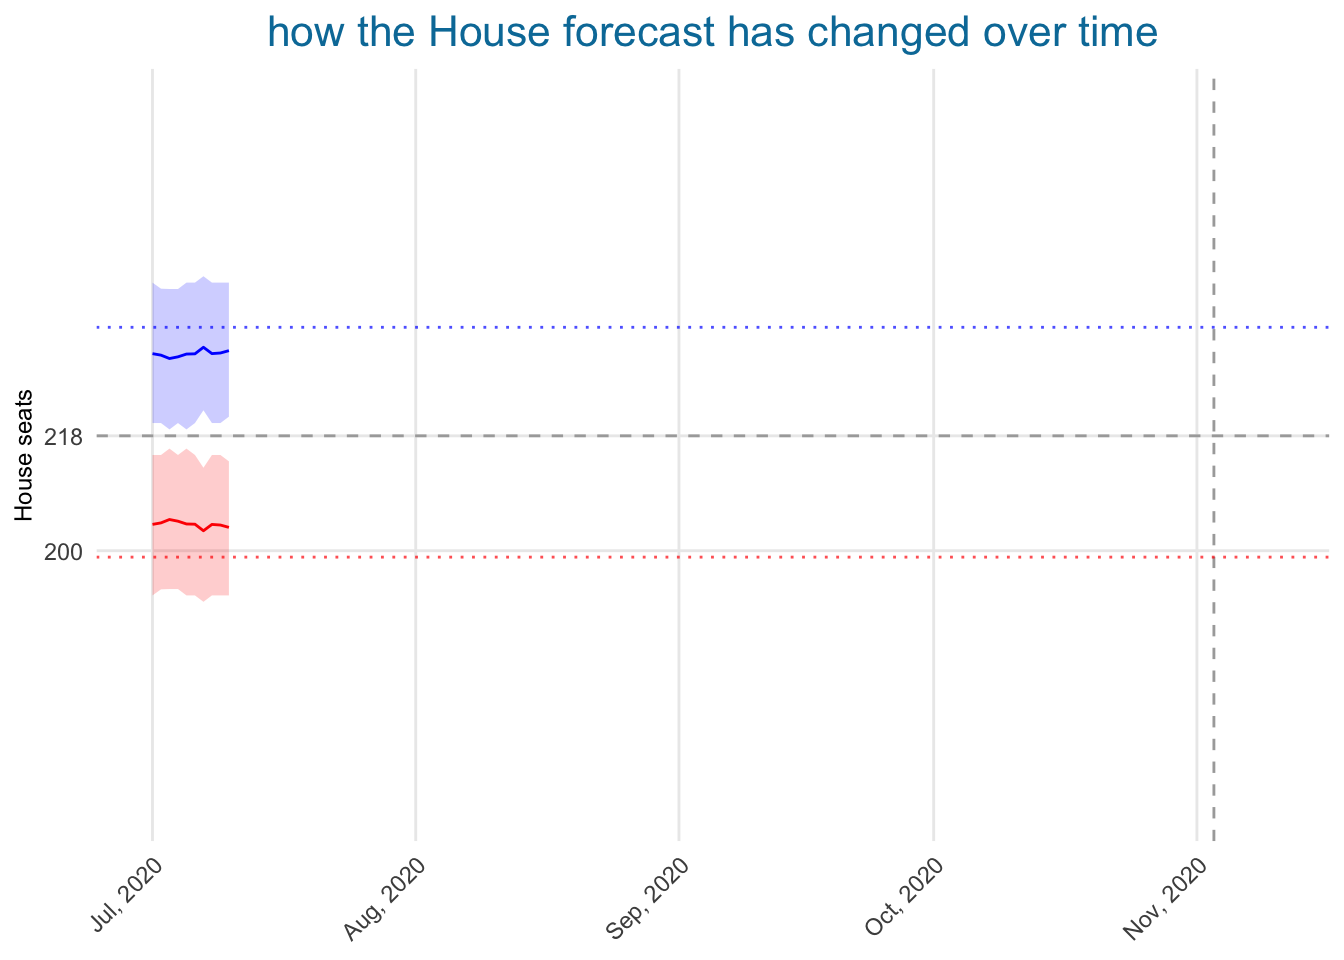 how the House forecast has changed over time
House seats
218
200
Jul, 2020
Aug, 2020
Sep, 2020
Oct, 2020
Nov, 2020